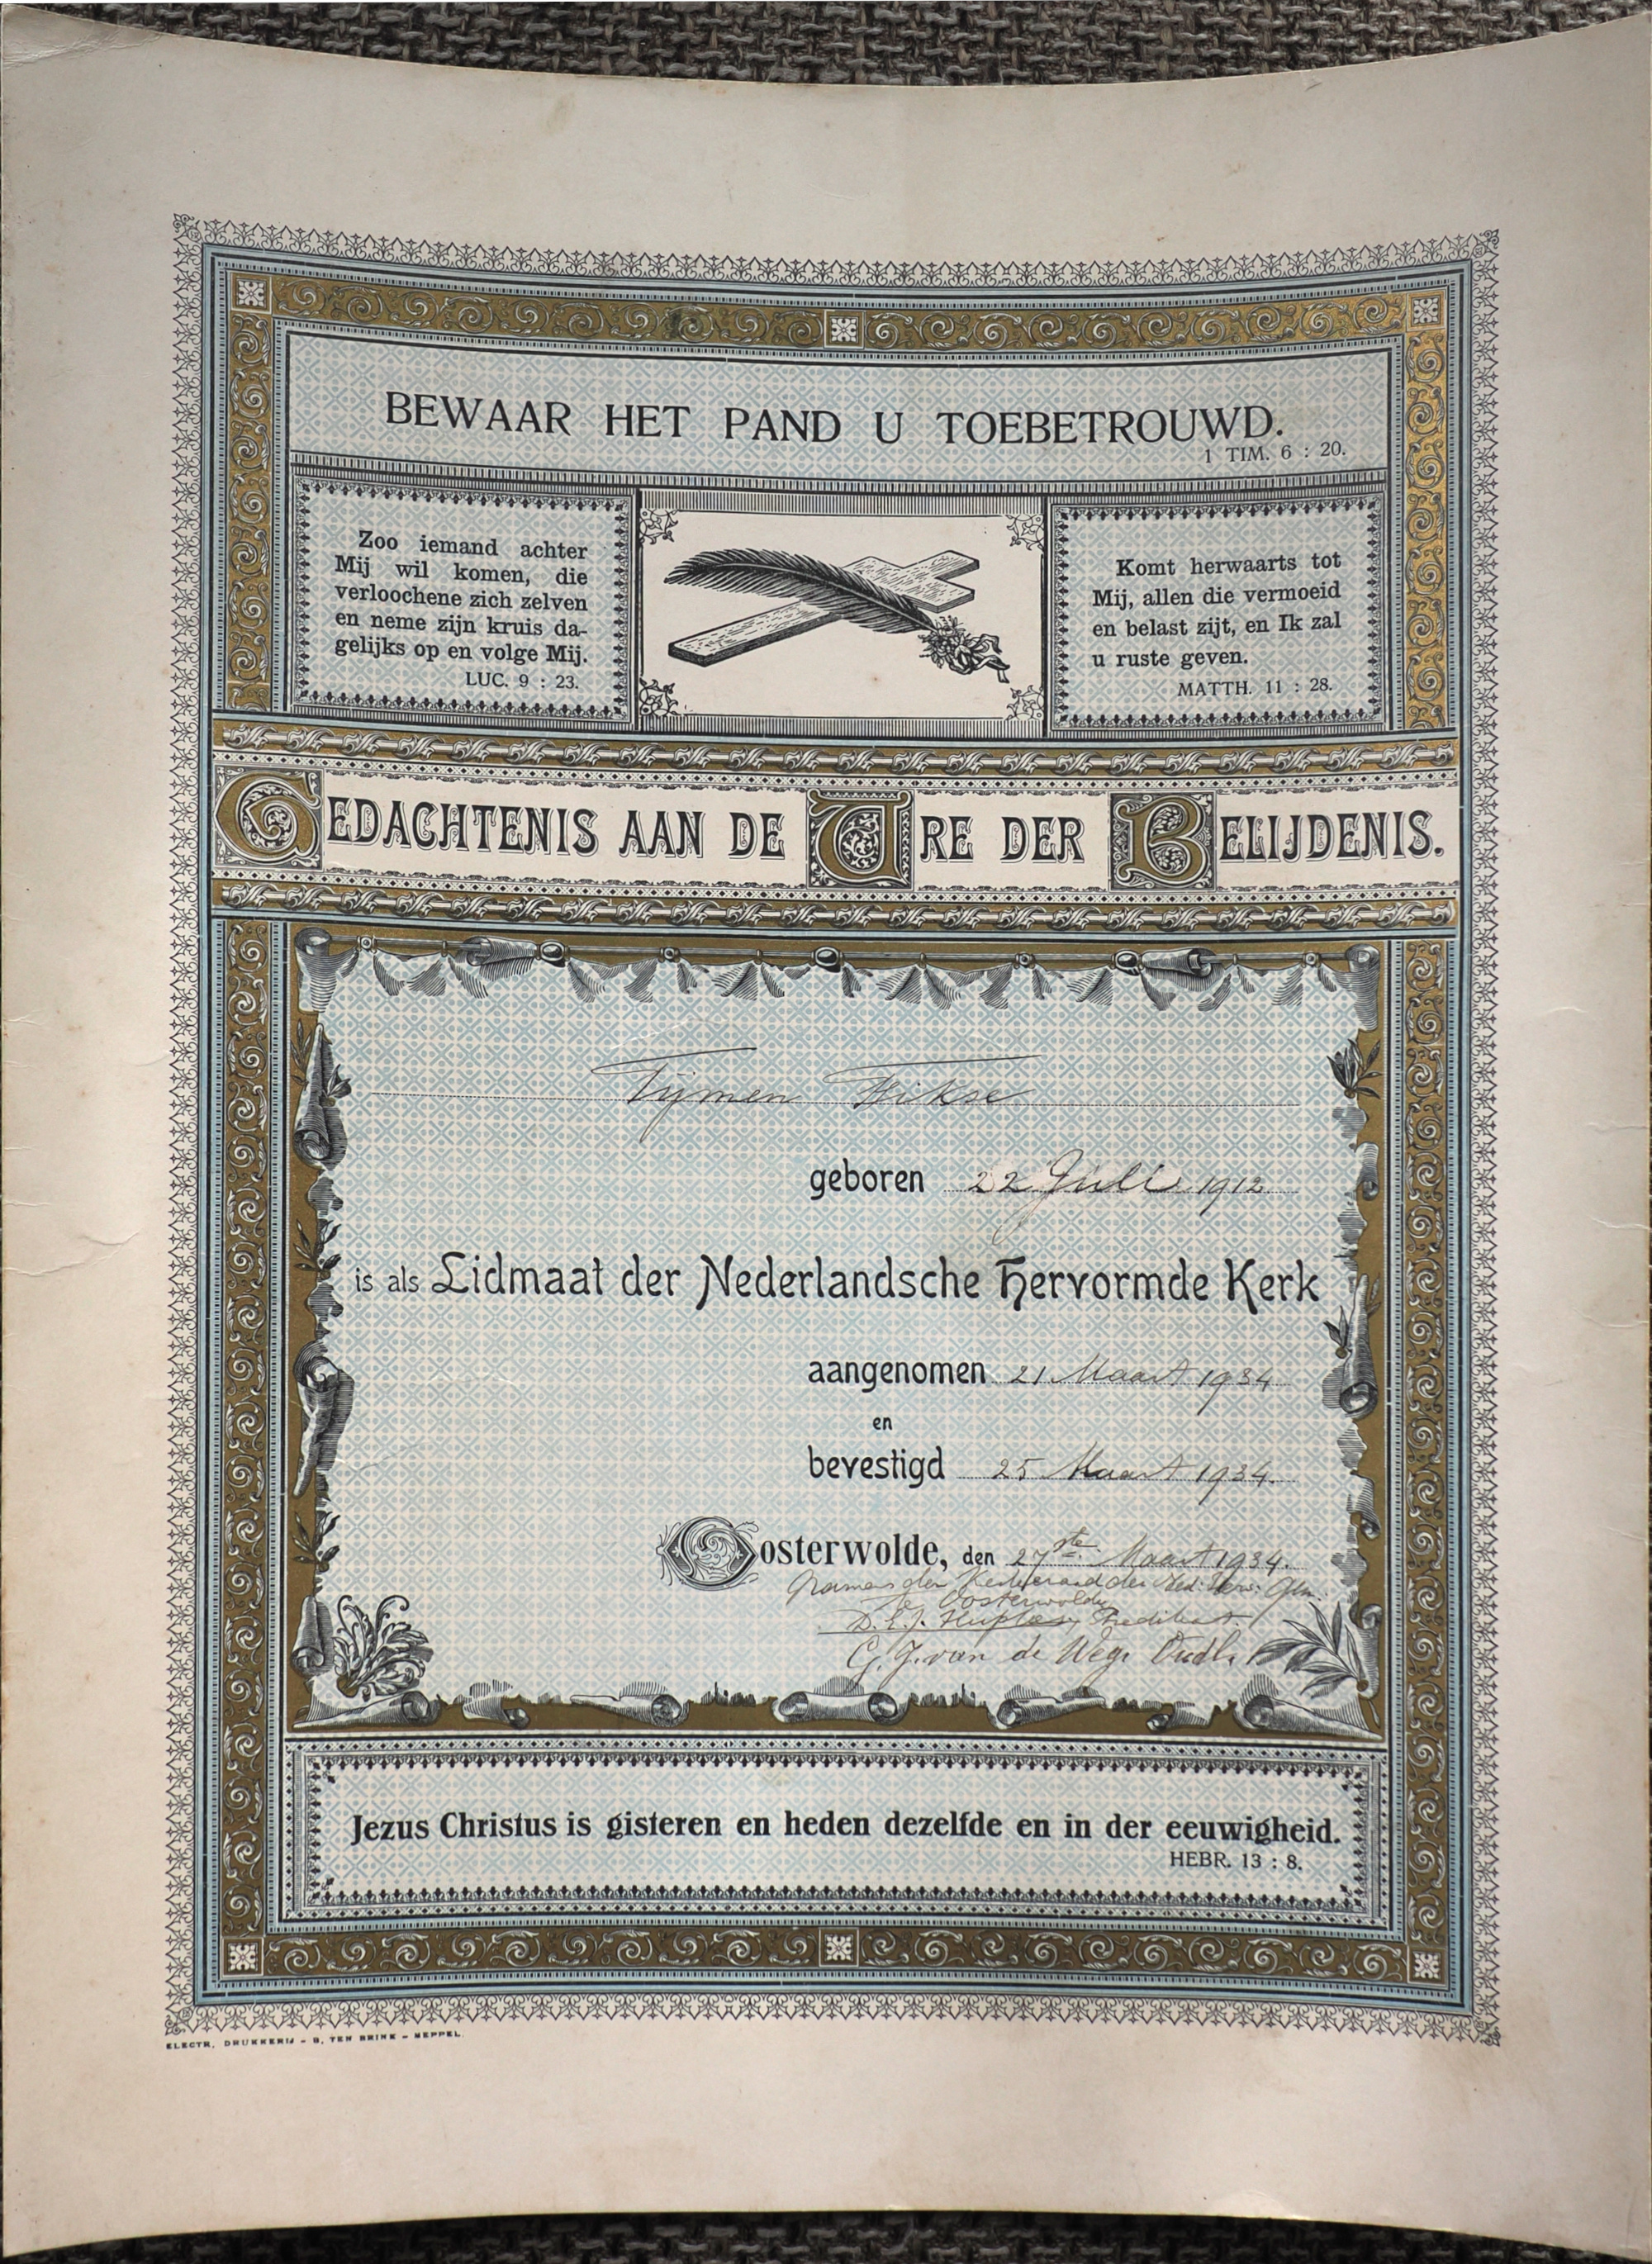 BEWAAR HET PAND U TOEBETROUWD.
1 TIM. 6 : 20.
Zoo iemand achter
Mij wil komen, die
verloochene zich zelven
en neme zijn kruis da-
gelijks op en volge Mij.
LUC. 9 : 23.
Komt herwaarts tot
Mij, allen die vermoeid
en belast zijt, en Ik zal
u ruste geven.
MATTH. 11 : 28.
GEDACHTENIS AAN DE URE DER BELIJDENIS.
Tijmen Fikse
geboren 22 Juli 1912
is als Lidmaat der Nederlandsche Hervormde Kerk
aangenomen 21 Maart 1934
en
bevestigd 25 Maart 1934.
Oosterwolde, den 27ste Maart 1934.
Namens den Kerkeraad der Ned: Herv: Gem.
te Oosterwolde
Predikant
G. J. van de Wege Oudl.
Jezus Christus is gisteren en heden dezelfde en in der eeuwigheid.
HEBR. 13 : 8.
ELECTR. DRUKKERIJ - B. TEN BRINK - MEPPEL.